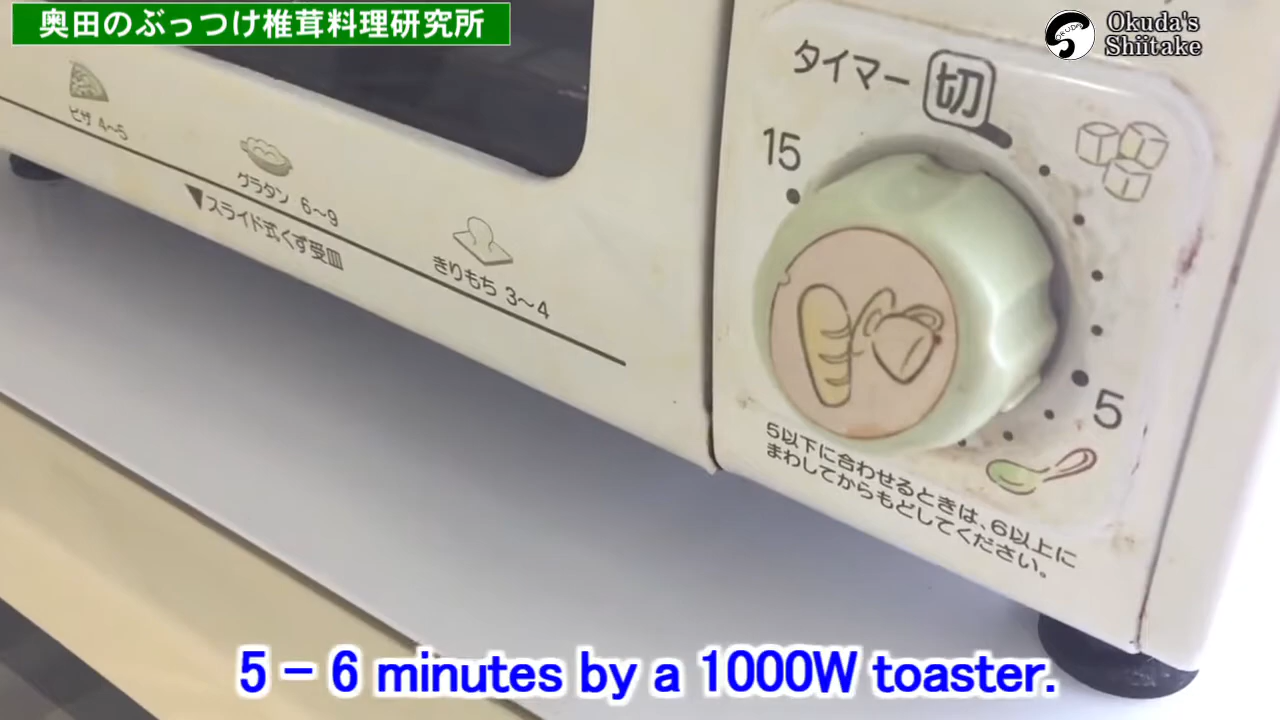 奥田のぶっつけ椎茸料理研究所
Okuda's
Shiitake
タイマー 切
15
5
ピザ 4〜5
グラタン 6〜9
▼スライド式くず受皿
きりもち 3〜4
5以下に合わせるときは、6以上に
まわしてからもどしてください。
5 – 6 minutes by a 1000W toaster.